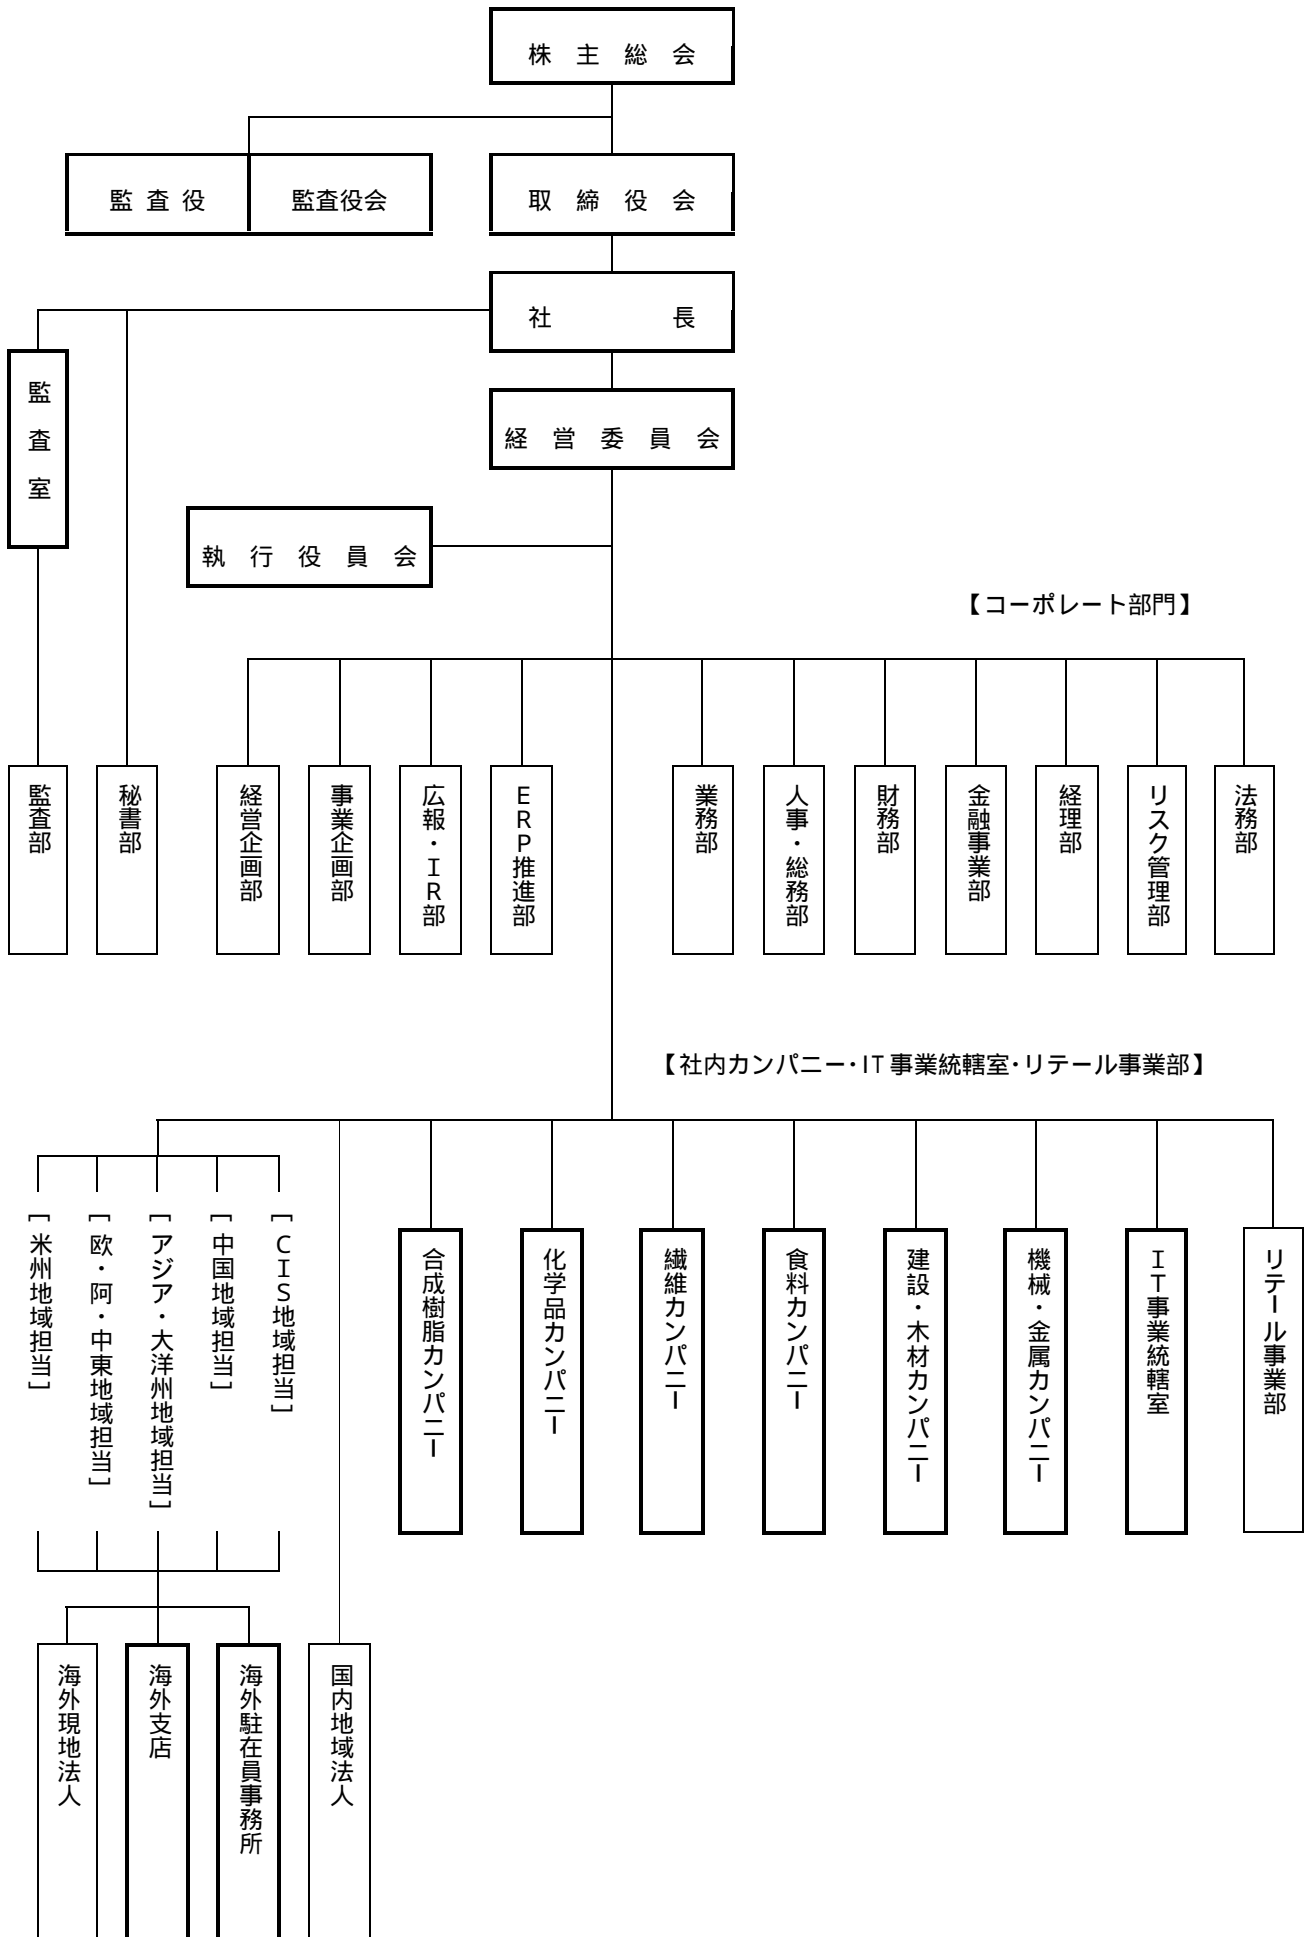 株 主 総 会
監 査 役
監査役会
取 締 役 会
社 長
監査室
経 営 委 員 会
執 行 役 員 会
【コーポレート部門】
監査部
秘書部
経営企画部
事業企画部
広報・IR部
ERP推進部
業務部
人事・総務部
財務部
金融事業部
経理部
リスク管理部
法務部
【社内カンパニー・IT事業統轄室・リテール事業部】
[米州地域担当]
[欧・阿・中東地域担当]
[アジア・大洋州地域担当]
[中国地域担当]
[CIS地域担当]
合成樹脂カンパニー
化学品カンパニー
繊維カンパニー
食料カンパニー
建設・木材カンパニー
機械・金属カンパニー
IT事業統轄室
リテール事業部
海外現地法人
海外支店
海外駐在員事務所
国内地域法人